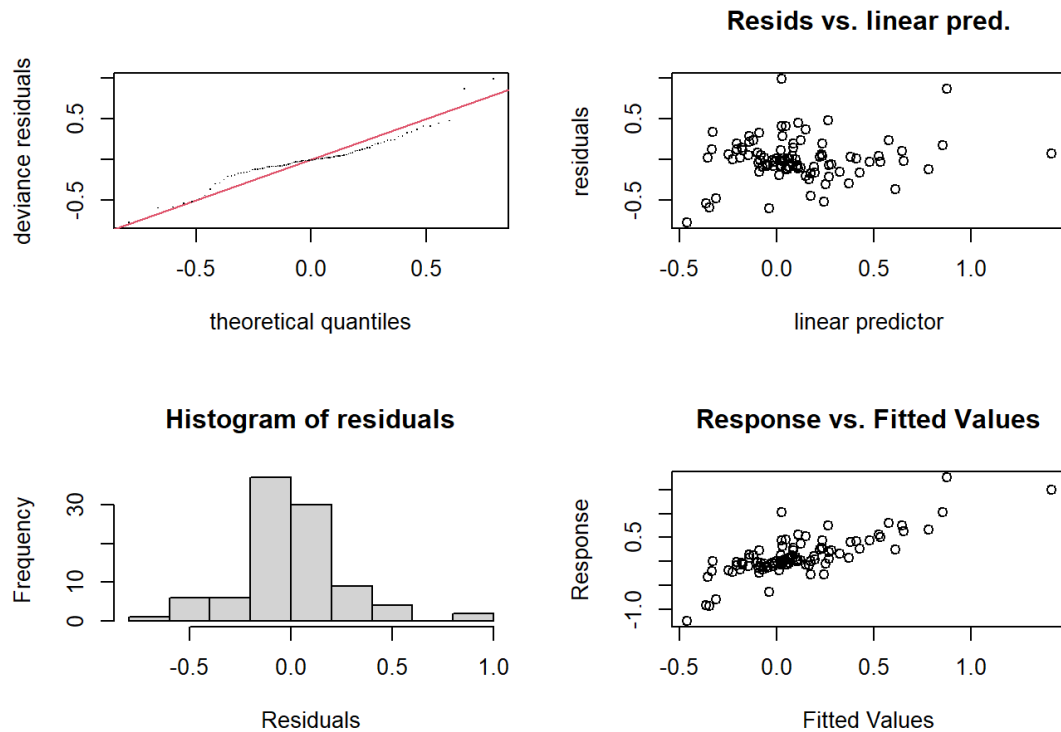 deviance residuals
0.5
-0.5
-0.5 0.0 0.5
theoretical quantiles
Resids vs. linear pred.
residuals
0.5
-0.5
-0.5 0.0 0.5 1.0
linear predictor
Histogram of residuals
Frequency
30
10
0
-0.5 0.0 0.5 1.0
Residuals
Response vs. Fitted Values
Response
0.5
-1.0
-0.5 0.0 0.5 1.0
Fitted Values